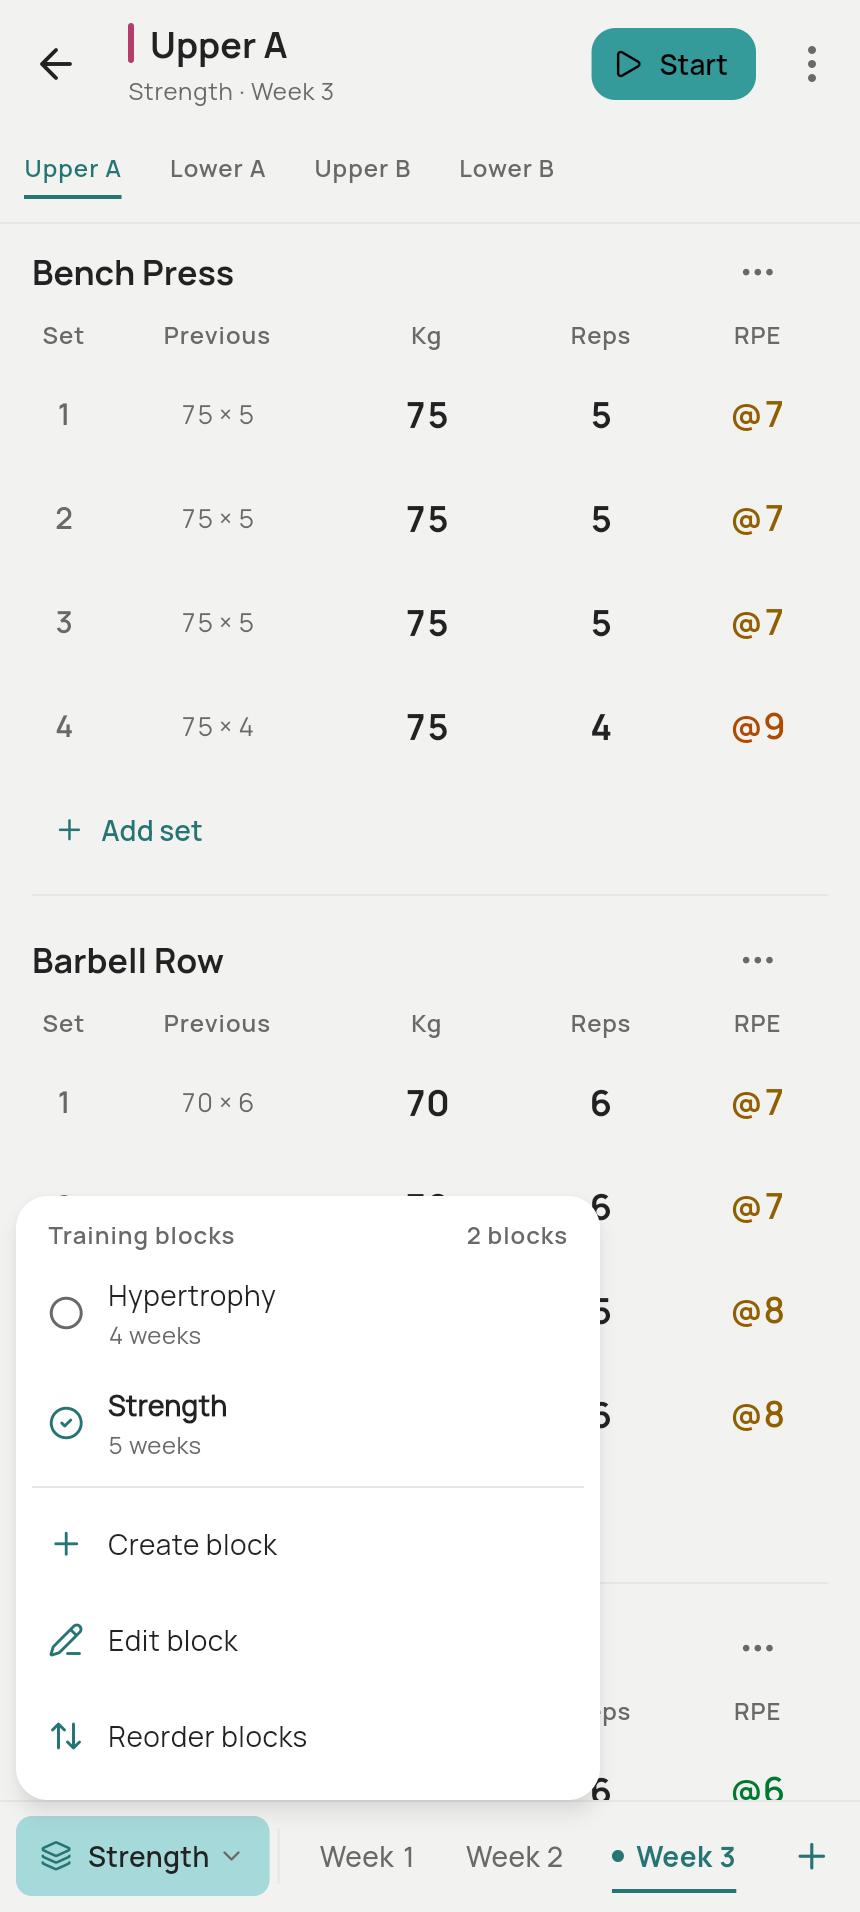 Upper A
Strength · Week 3
Start
Upper A Lower A Upper B Lower B
Bench Press
Set Previous Kg Reps RPE
1 75 × 5 75 5 @7
2 75 × 5 75 5 @7
3 75 × 5 75 5 @7
4 75 × 4 75 4 @9
+ Add set
Barbell Row
Set Previous Kg Reps RPE
1 70 × 6 70 6 @7
6 @7
@8
@8
RPE
6 @6
Training blocks 2 blocks
Hypertrophy
4 weeks
Strength
5 weeks
Create block
Edit block
Reorder blocks
Strength Week 1 Week 2 Week 3 +